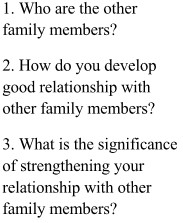 1. Who are the other
family members?
2. How do you develop
good relationship with
other family members?
3. What is the significance
of strengthening your
relationship with other
family members?